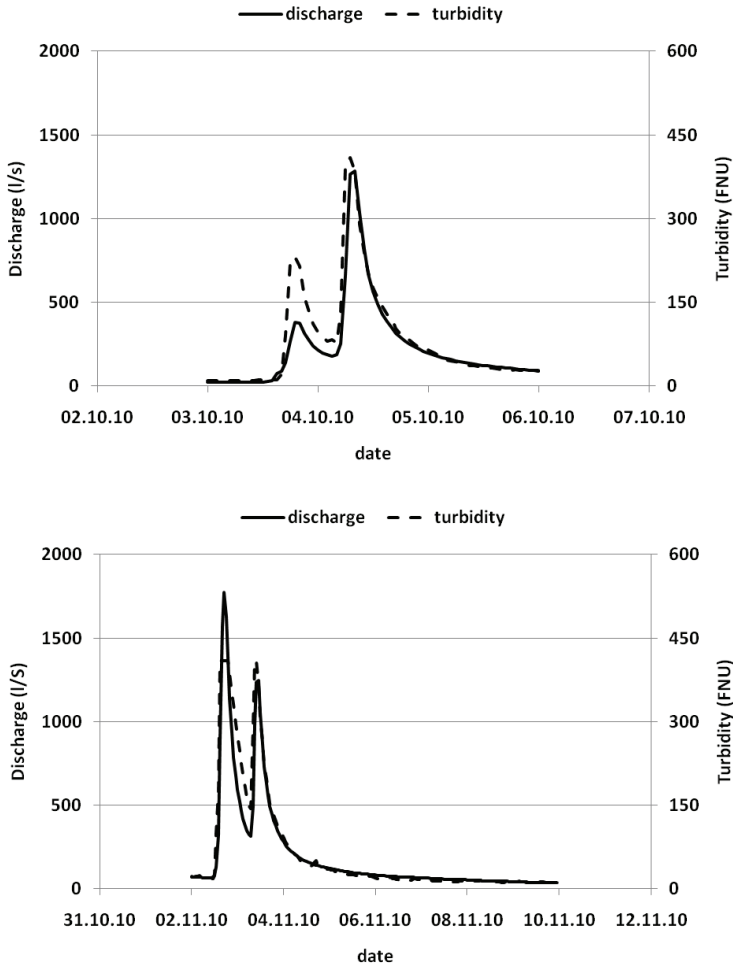 discharge turbidity
2000 600
1500 450
1000 300
500 150
0 0
Discharge (l/s)
Turbidity (FNU)
02.10.10 03.10.10 04.10.10 05.10.10 06.10.10 07.10.10
date
discharge turbidity
2000 600
1500 450
1000 300
500 150
0 0
Discharge (l/S)
Turbidity (FNU)
31.10.10 02.11.10 04.11.10 06.11.10 08.11.10 10.11.10 12.11.10
date